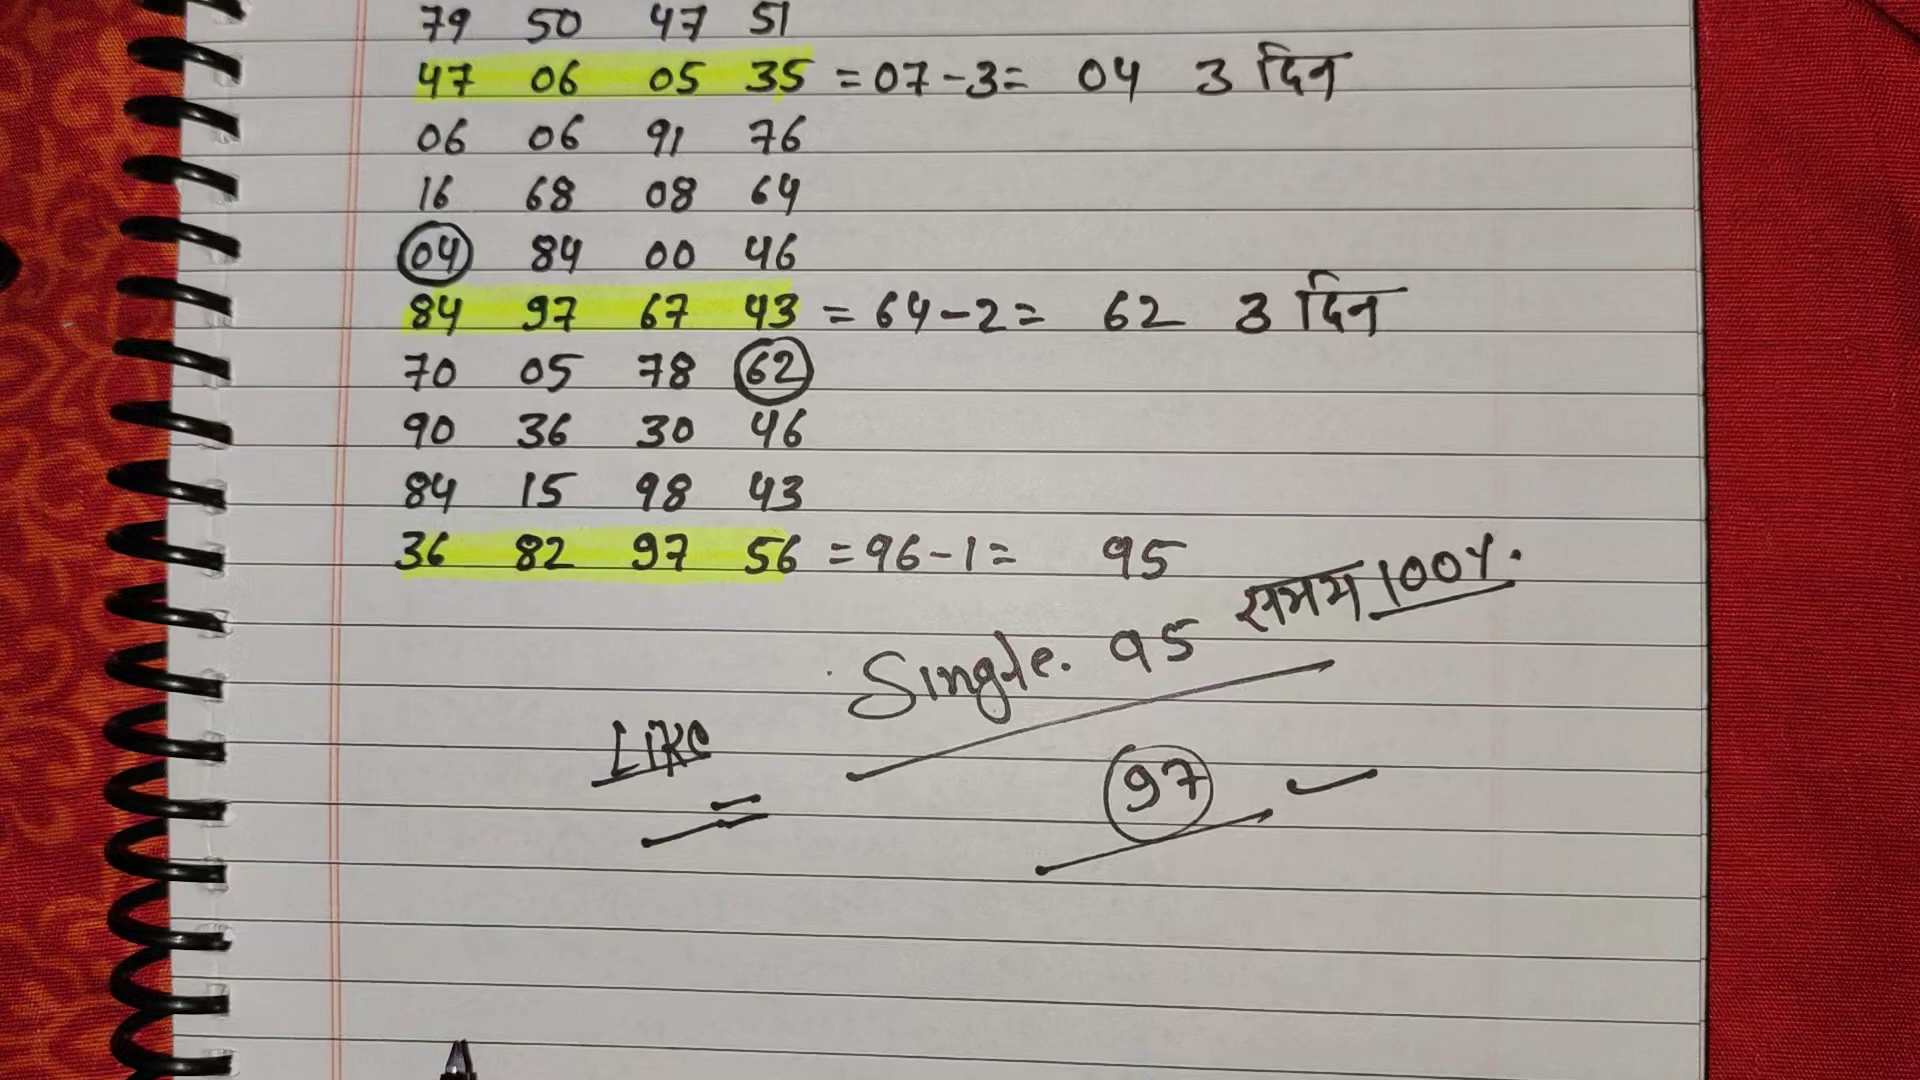 79 50 47 51
47 06 05 35 = 07 - 3 = 04 3 दिन
06 06 91 76
16 68 08 64
04 84 00 46
84 97 67 43 = 64 - 2 = 62 3 दिन
70 05 78 62
90 36 30 46
84 15 98 43
36 82 97 56 = 96 - 1 = 95
Single. 95 समय 100%.
LIKe
97